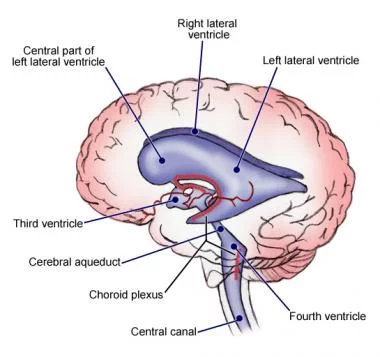 Right lateral
ventricle
Central part of
left lateral ventricle
Left lateral ventricle
Third ventricle
Cerebral aqueduct
Choroid plexus
Fourth ventricle
Central canal